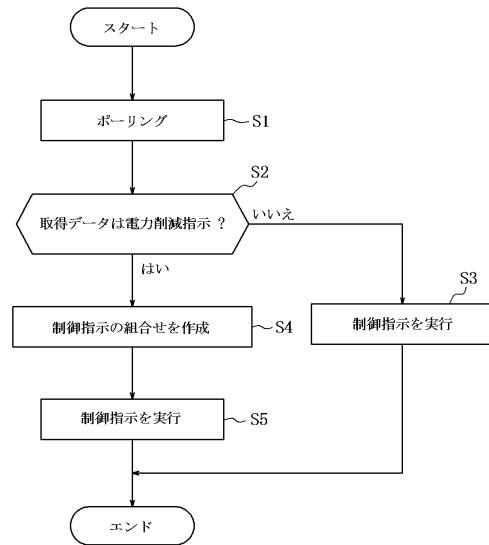 スタート
ポーリング
S1
S2
取得データは電力削減指示 ?
いいえ
はい
S3
制御指示を実行
制御指示の組合せを作成
S4
制御指示を実行
S5
エンド